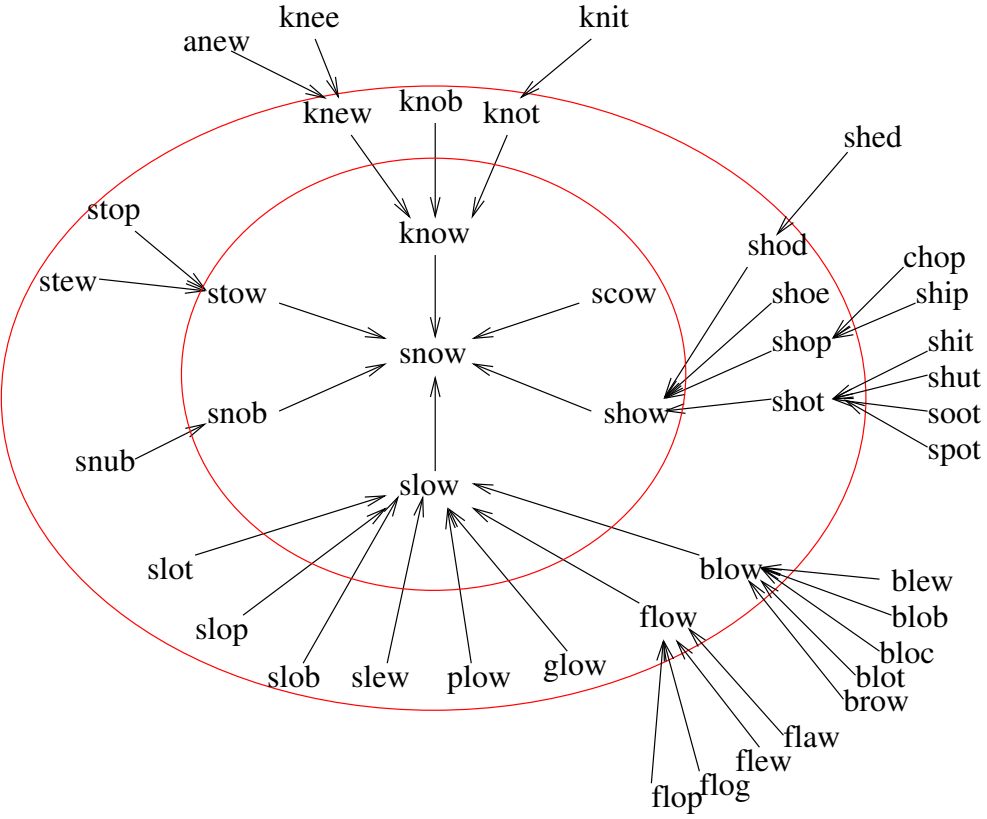 knee
knit
anew
knew
knob
knot
shed
stop
know
shod
chop
stew
stow
scow
shoe
ship
snow
shop
shit
shut
snob
show
shot
soot
spot
snub
slow
slot
blow
blew
slop
flow
blob
slob
slew
plow
glow
bloc
blot
brow
flaw
flew
flog
flop